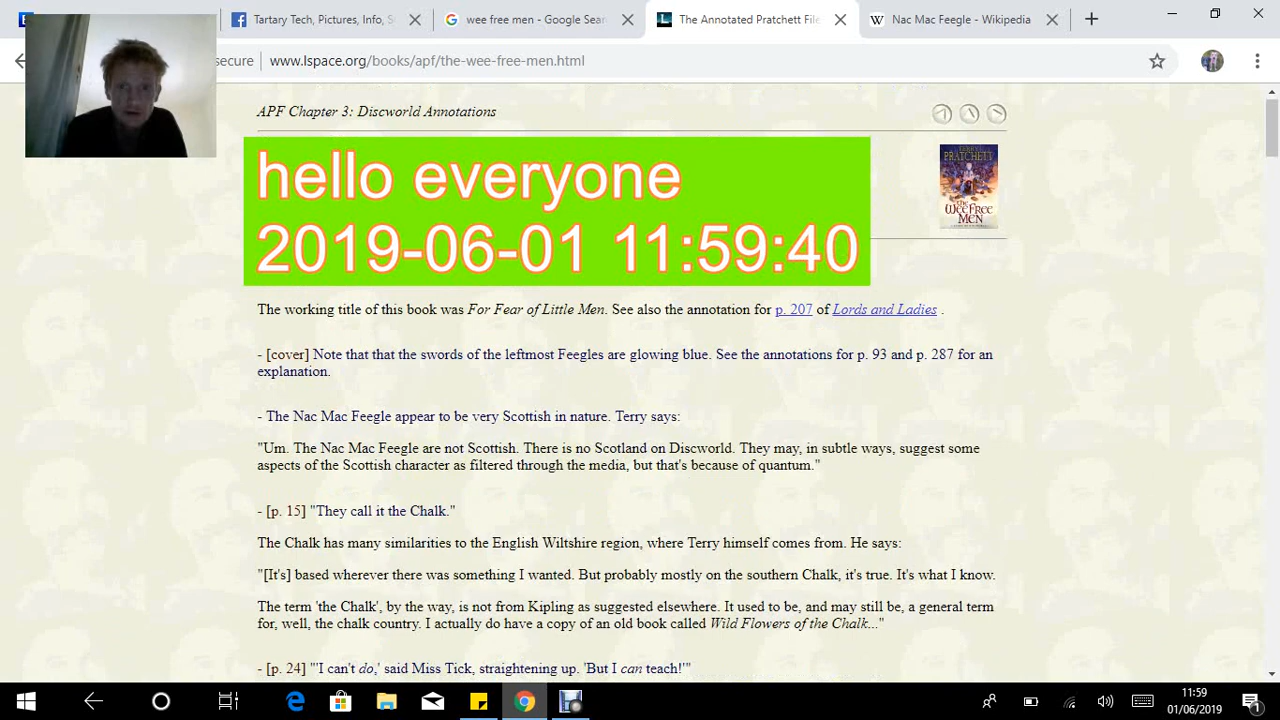 Tartary Tech, Pictures, Info, S
wee free men - Google Sear
The Annotated Pratchett File
Nac Mac Feegle - Wikipedia
secure
www.lspace.org/books/apf/the-wee-free-men.html
APF Chapter 3: Discworld Annotations
hello everyone
2019-06-01 11:59:40
PRATCHETT
THE WEE FREE
MEN
The working title of this book was For Fear of Little Men. See also the annotation for p. 207 of Lords and Ladies .
- [cover] Note that that the swords of the leftmost Feegles are glowing blue. See the annotations for p. 93 and p. 287 for an
explanation.
- The Nac Mac Feegle appear to be very Scottish in nature. Terry says:
"Um. The Nac Mac Feegle are not Scottish. There is no Scotland on Discworld. They may, in subtle ways, suggest some
aspects of the Scottish character as filtered through the media, but that's because of quantum."
- [p. 15] "They call it the Chalk."
The Chalk has many similarities to the English Wiltshire region, where Terry himself comes from. He says:
"[It's] based wherever there was something I wanted. But probably mostly on the southern Chalk, it's true. It's what I know.
The term 'the Chalk', by the way, is not from Kipling as suggested elsewhere. It used to be, and may still be, a general term
for, well, the chalk country. I actually do have a copy of an old book called Wild Flowers of the Chalk..."
- [p. 24] "'I can't do,' said Miss Tick, straightening up. 'But I can teach!'"
11:59
01/06/2019
1